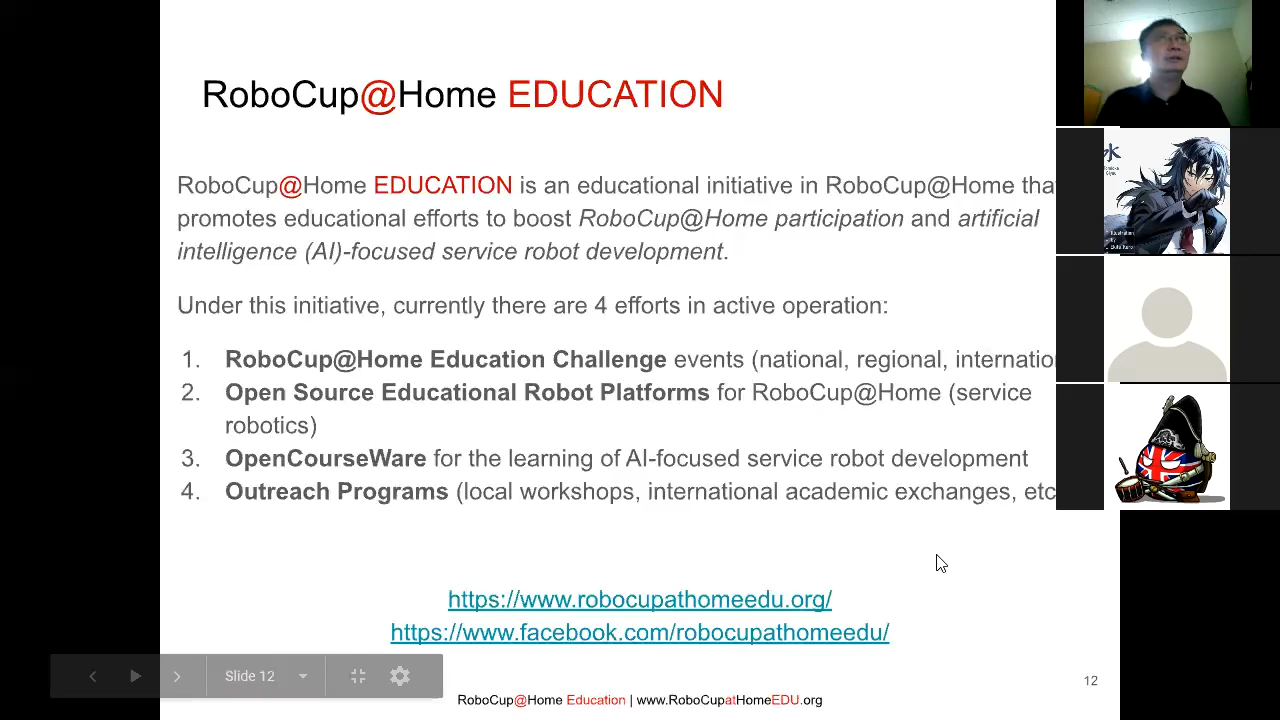 RoboCup@Home EDUCATION
RoboCup@Home EDUCATION is an educational initiative in RoboCup@Home tha
promotes educational efforts to boost RoboCup@Home participation and artificial
intelligence (AI)-focused service robot development.
Under this initiative, currently there are 4 efforts in active operation:
1. RoboCup@Home Education Challenge events (national, regional, internation
2. Open Source Educational Robot Platforms for RoboCup@Home (service
robotics)
3. OpenCourseWare for the learning of AI-focused service robot development
4. Outreach Programs (local workshops, international academic exchanges, etc
https://www.robocupathomeedu.org/
https://www.facebook.com/robocupathomeedu/
Slide 12
12
RoboCup@Home Education | www.RoboCupatHomeEDU.org
水
Illustration
by